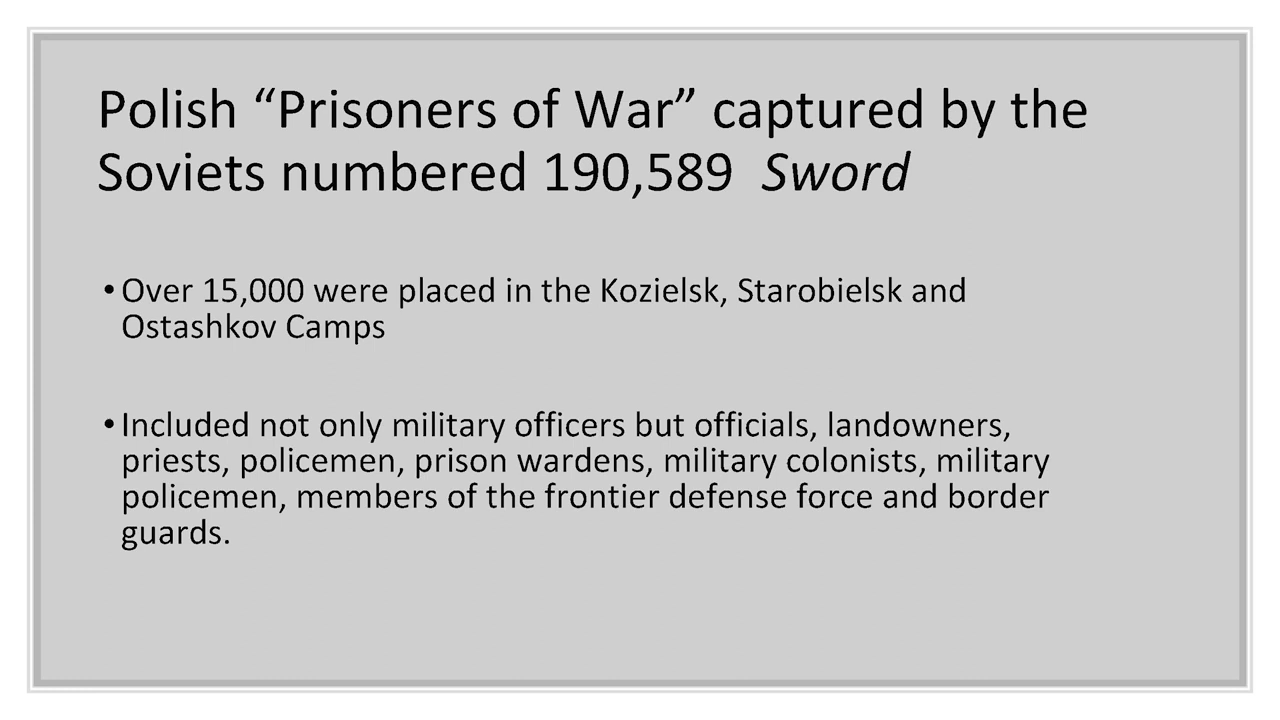 Polish “Prisoners of War” captured by the
Soviets numbered 190,589  Sword
• Over 15,000 were placed in the Kozielsk, Starobielsk and
Ostashkov Camps
• Included not only military officers but officials, landowners,
priests, policemen, prison wardens, military colonists, military
policemen, members of the frontier defense force and border
guards.